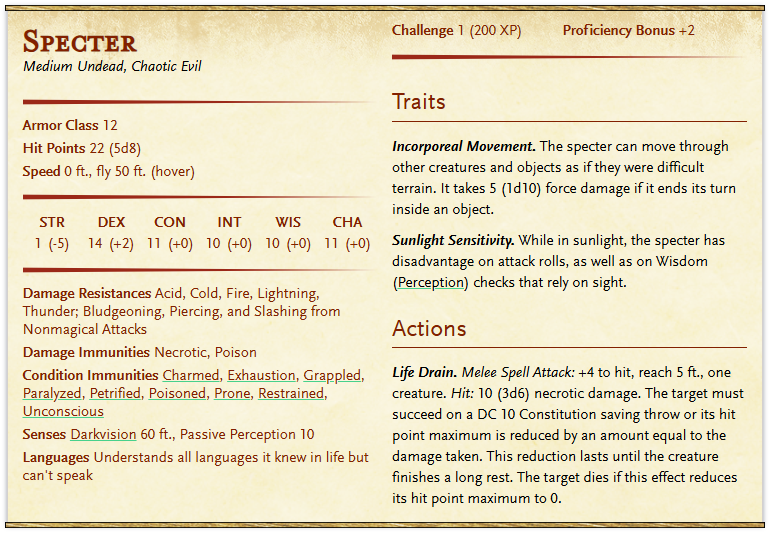 Specter
Medium Undead, Chaotic Evil
Armor Class 12
Hit Points 22 (5d8)
Speed 0 ft., fly 50 ft. (hover)
STR DEX CON INT WIS CHA
1 (-5) 14 (+2) 11 (+0) 10 (+0) 10 (+0) 11 (+0)
Damage Resistances Acid, Cold, Fire, Lightning,
Thunder; Bludgeoning, Piercing, and Slashing from
Nonmagical Attacks
Damage Immunities Necrotic, Poison
Condition Immunities Charmed, Exhaustion, Grappled,
Paralyzed, Petrified, Poisoned, Prone, Restrained,
Unconscious
Senses Darkvision 60 ft., Passive Perception 10
Languages Understands all languages it knew in life but
can't speak
Challenge 1 (200 XP) Proficiency Bonus +2
Traits
Incorporeal Movement. The specter can move through
other creatures and objects as if they were difficult
terrain. It takes 5 (1d10) force damage if it ends its turn
inside an object.
Sunlight Sensitivity. While in sunlight, the specter has
disadvantage on attack rolls, as well as on Wisdom
(Perception) checks that rely on sight.
Actions
Life Drain. Melee Spell Attack: +4 to hit, reach 5 ft., one
creature. Hit: 10 (3d6) necrotic damage. The target must
succeed on a DC 10 Constitution saving throw or its hit
point maximum is reduced by an amount equal to the
damage taken. This reduction lasts until the creature
finishes a long rest. The target dies if this effect reduces
its hit point maximum to 0.